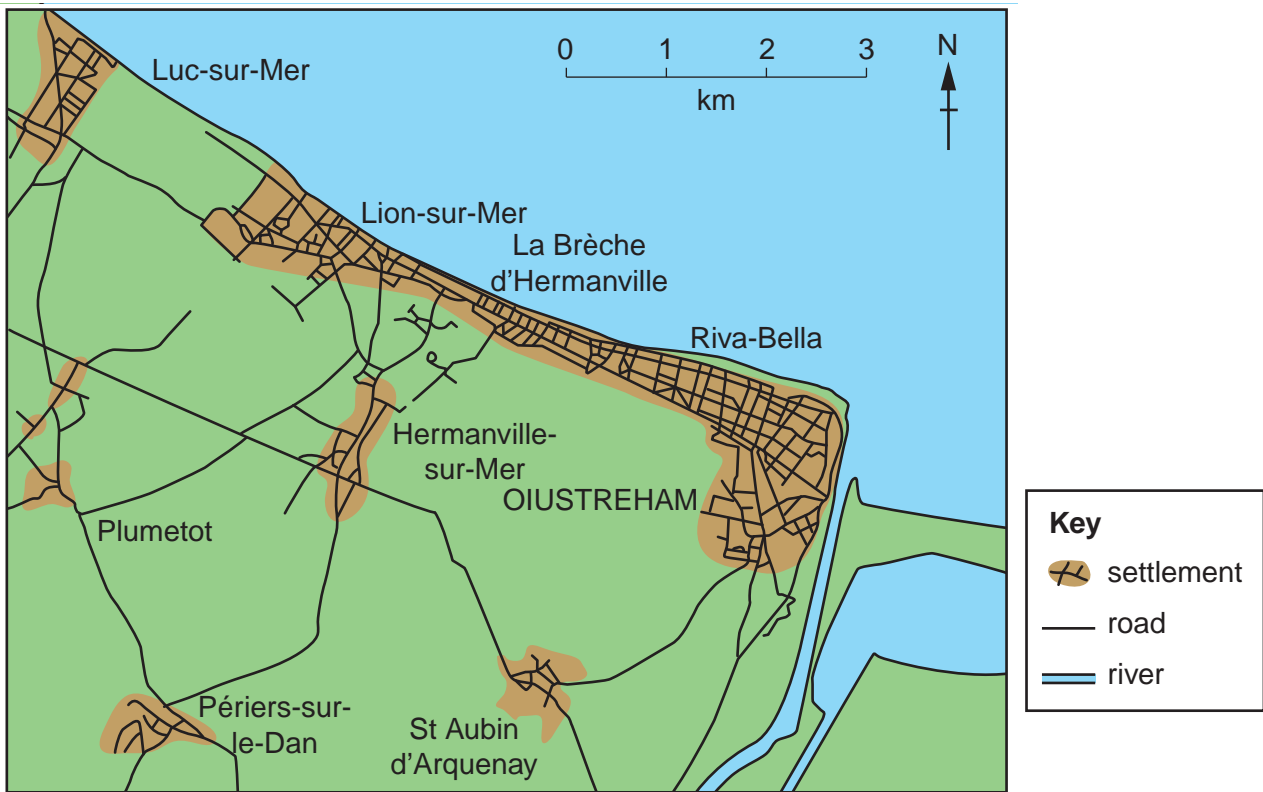 Luc-sur-Mer
0 1 2 3
km
N
Lion-sur-Mer
La Brèche
d'Hermanville
Riva-Bella
Hermanville-
sur-Mer
OIUSTREHAM
Plumetot
Périers-sur-
le-Dan
St Aubin
d'Arquenay
Key
settlement
road
river